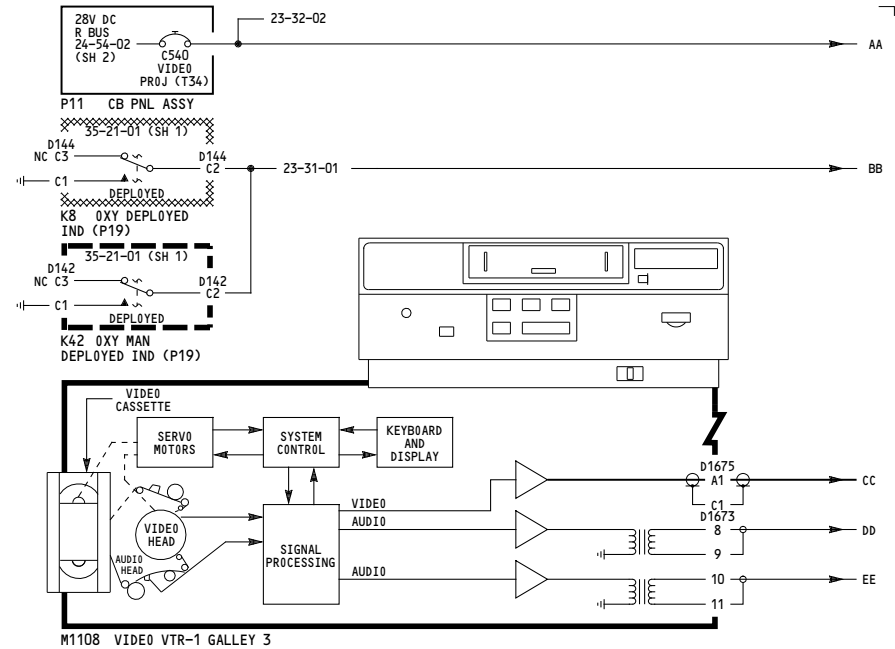 28V DC
R BUS
24-54-02
(SH 2)
C540
VIDEO
PROJ (T34)
P11 CB PNL ASSY
23-32-02
AA
35-21-01 (SH 1)
D144
NC C3
C1
DEPLOYED
D144
C2
23-31-01
BB
K8 OXY DEPLOYED
IND (P19)
35-21-01 (SH 1)
D142
NC C3
C1
DEPLOYED
D142
C2
K42 OXY MAN
DEPLOYED IND (P19)
VIDEO
CASSETTE
SERVO
MOTORS
SYSTEM
CONTROL
KEYBOARD
AND
DISPLAY
VIDEO
HEAD
AUDIO
HEAD
SIGNAL
PROCESSING
VIDEO
AUDIO
AUDIO
D1675
A1
C1
CC
D1673
8
9
DD
10
11
EE
M1108 VIDEO VTR-1 GALLEY 3